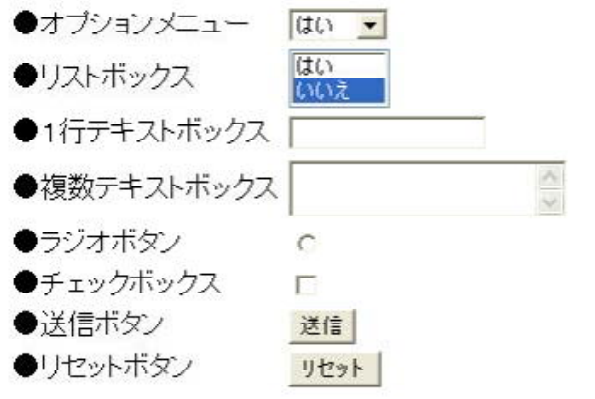 ●オプションメニュー はい
●リストボックス はい
いいえ
●1行テキストボックス
●複数テキストボックス
●ラジオボタン
●チェックボックス
●送信ボタン 送信
●リセットボタン リセット